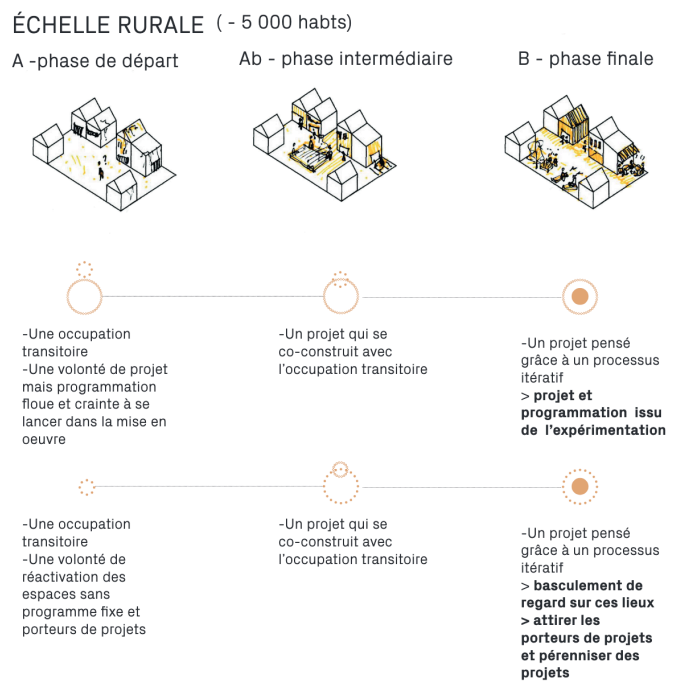 ÉCHELLE RURALE ( - 5 000 habts)
A -phase de départ
Ab - phase intermédiaire
B - phase finale
-Une occupation
transitoire
-Une volonté de projet
mais programmation
floue et crainte à se
lancer dans la mise en
oeuvre
-Un projet qui se
co-construit avec
l'occupation transitoire
-Un projet pensé
grâce à un processus
itératif
> projet et
programmation issu
de l'expérimentation
-Une occupation
transitoire
-Une volonté de
réactivation des
espaces sans
programme fixe et
porteurs de projets
-Un projet qui se
co-construit avec
l'occupation transitoire
-Un projet pensé
grâce à un processus
itératif
> basculement de
regard sur ces lieux
> attirer les
porteurs de projets
et pérenniser des
projets